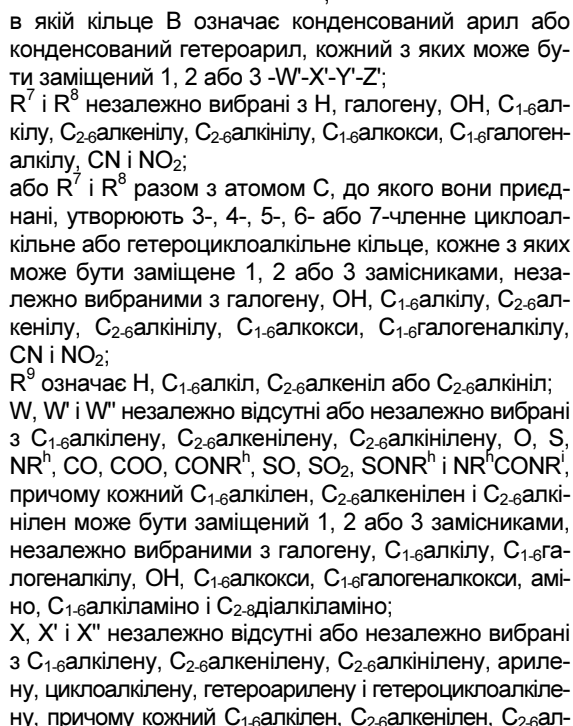 в якій кільце В означає конденсований арил або
конденсований гетероарил, кожний з яких може бу-
ти заміщений 1, 2 або 3 -W'-X'-Y'-Z';
R⁷ і R⁸ незалежно вибрані з H, галогену, OH, C₁₋₆ал-
кілу, C₂₋₆алкенілу, C₂₋₆алкінілу, C₁₋₆алкокси, C₁₋₆галоген-
алкілу, CN і NO₂;
або R⁷ і R⁸ разом з атомом C, до якого вони приєд-
нані, утворюють 3-, 4-, 5-, 6- або 7-членне циклоал-
кільне або гетероциклоалкільне кільце, кожне з яких
може бути заміщене 1, 2 або 3 замісниками, неза-
лежно вибраними з галогену, OH, C₁₋₆алкілу, C₂₋₆ал-
кенілу, C₂₋₆алкінілу, C₁₋₆алкокси, C₁₋₆галогеналкілу,
CN і NO₂;
R⁹ означає H, C₁₋₆алкіл, C₂₋₆алкеніл або C₂₋₆алкініл;
W, W' і W" незалежно відсутні або незалежно вибрані
з C₁₋₆алкілену, C₂₋₆алкенілену, C₂₋₆алкінілену, O, S,
NRʰ, CO, COO, CONRʰ, SO, SO₂, SONRʰ і NRʰCONRⁱ,
причому кожний C₁₋₆алкілен, C₂₋₆алкенілен і C₂₋₆алкі-
нілен може бути заміщений 1, 2 або 3 замісниками,
незалежно вибраними з галогену, C₁₋₆алкілу, C₁₋₆га-
логеналкілу, OH, C₁₋₆алкокси, C₁₋₆галогеналкокси, амі-
но, C₁₋₆алкіламіно і C₂₋₈діалкіламіно;
X, X' і X" незалежно відсутні або незалежно вибрані
з C₁₋₆алкілену, C₂₋₆алкенілену, C₂₋₆алкінілену, ариле-
ну, циклоалкілену, гетероарилену і гетероциклоалкіле-
ну, причому кожний C₁₋₆алкілен, C₂₋₆алкенілен, C₂₋₆ал-